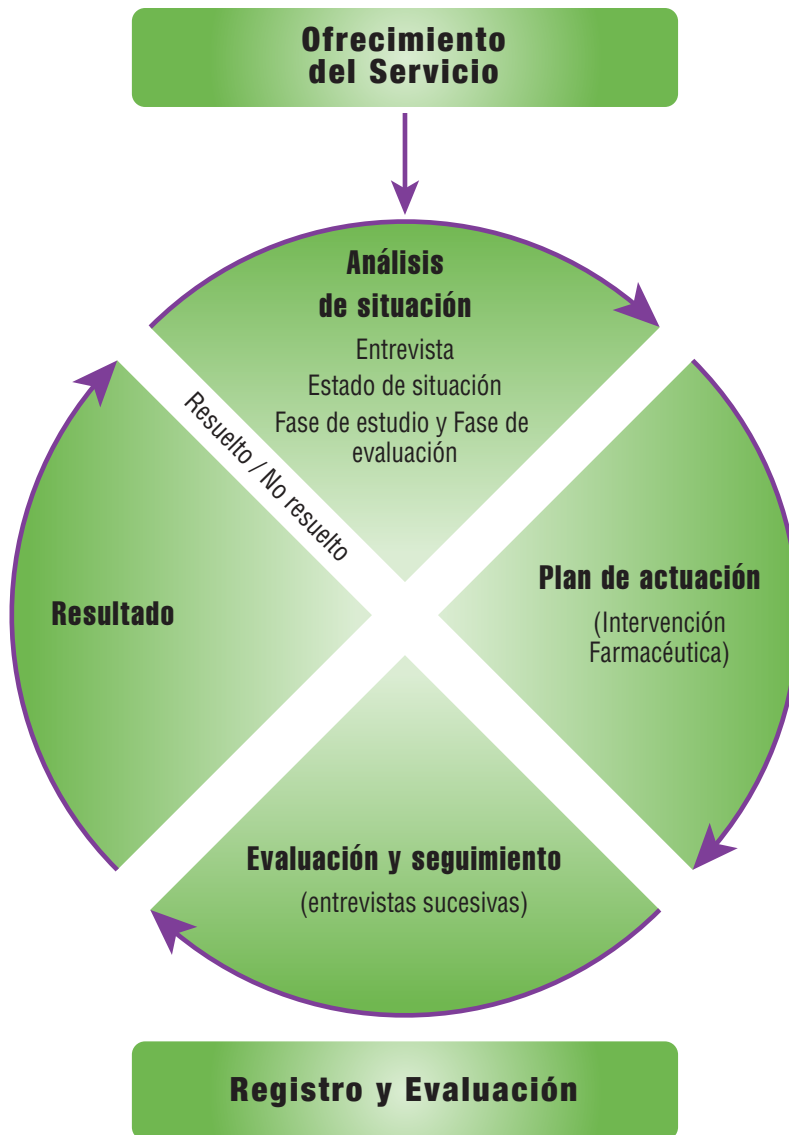 Ofrecimiento
del Servicio
Análisis
de situación
Entrevista
Estado de situación
Fase de estudio y Fase de
evaluación
Resuelto / No resuelto
Plan de actuación
(Intervención
Farmacéutica)
Resultado
Evaluación y seguimiento
(entrevistas sucesivas)
Registro y Evaluación